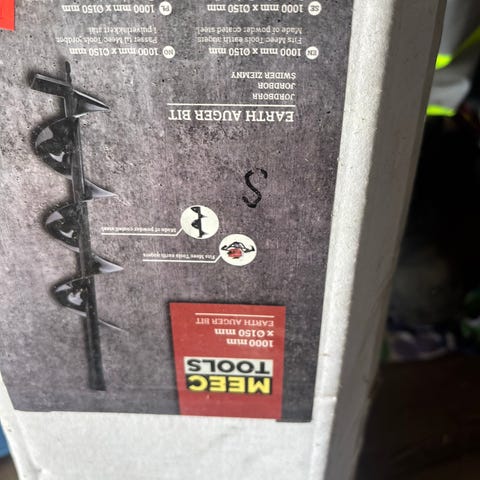 MEEC
TOOLS
1000 mm
x Ø150 mm
EARTH AUGER BIT
Fits Meec Tools earth augers
Made of powder coated steel
S
EARTH AUGER BIT
JORDBORR
JORDBOR
ŚWIDER ZIEMNY
EN
1000 mm x Ø150 mm
Fits Meec Tools earth augers.
Made of powder coated steel.
NO
1000 mm x Ø150 mm
Passer til Meec Tools jordbor.
I pulverlakkert stål.
SE
1000 mm x Ø150 mm
PL
1000 mm x Ø150 mm